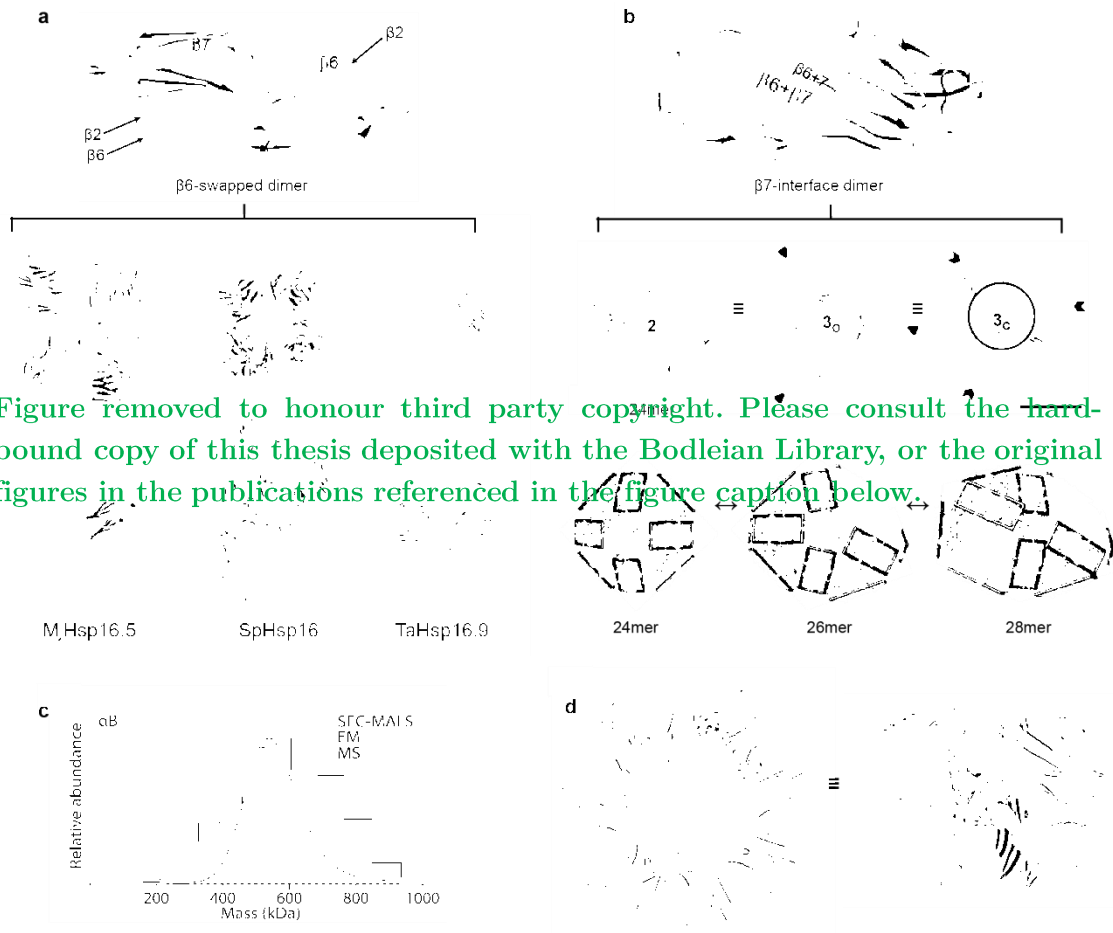 a
β7
β6
β2
β2
β6
β6-swapped dimer
b
β6+7
β6+β7
β7-interface dimer
2
≡
3o
≡
3C
24mer
Figure removed to honour third party copyright. Please consult the hard-
bound copy of this thesis deposited with the Bodleian Library, or the original
figures in the publications referenced in the figure caption below.
MjHsp16.5
SpHsp16
TaHsp16.9
↔
↔
24mer
26mer
28mer
c
αB
SEC-MALS
EM
MS
Relative abundance
200
400
600
800
1000
Mass (kDa)
d
≡